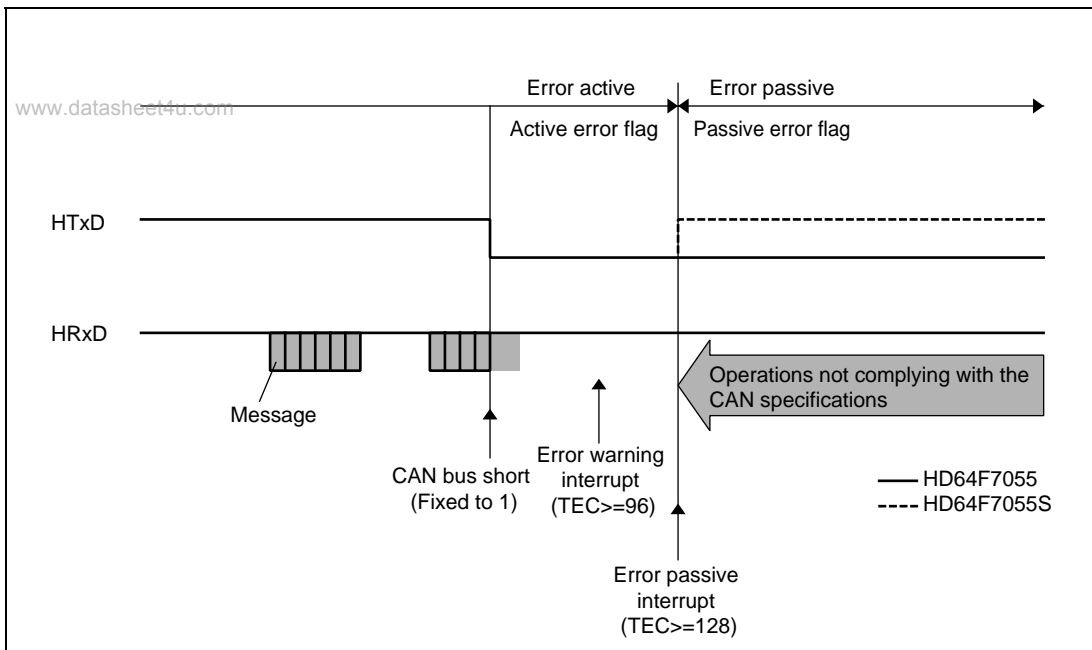 www.datasheet4u.com
Error active
Error passive
Active error flag
Passive error flag
HTxD
HRxD
Message
Operations not complying with the
CAN specifications
CAN bus short
(Fixed to 1)
Error warning
interrupt
(TEC>=96)
HD64F7055
HD64F7055S
Error passive
interrupt
(TEC>=128)